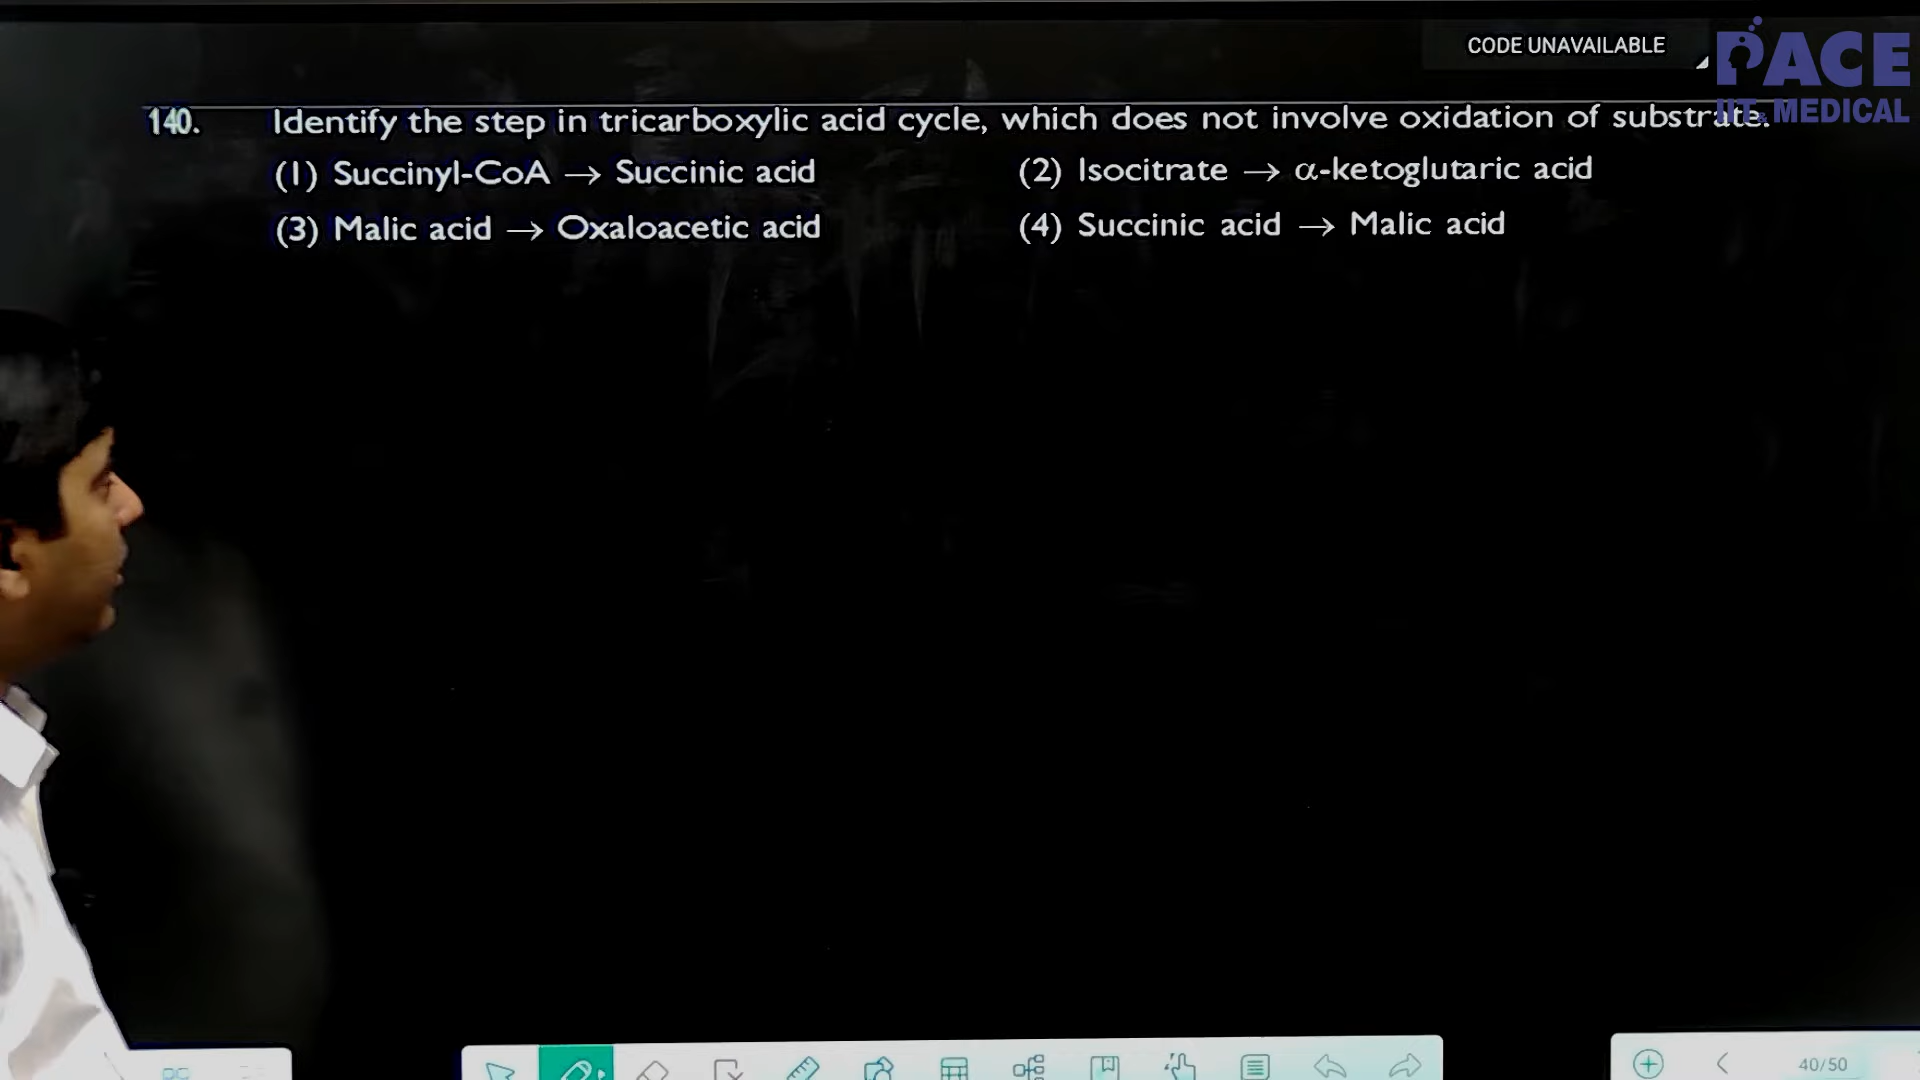 CODE UNAVAILABLE
PACE
IIT & MEDICAL
140. Identify the step in tricarboxylic acid cycle, which does not involve oxidation of substrate.
(1) Succinyl-CoA → Succinic acid (2) Isocitrate → α-ketoglutaric acid
(3) Malic acid → Oxaloacetic acid (4) Succinic acid → Malic acid
40/50